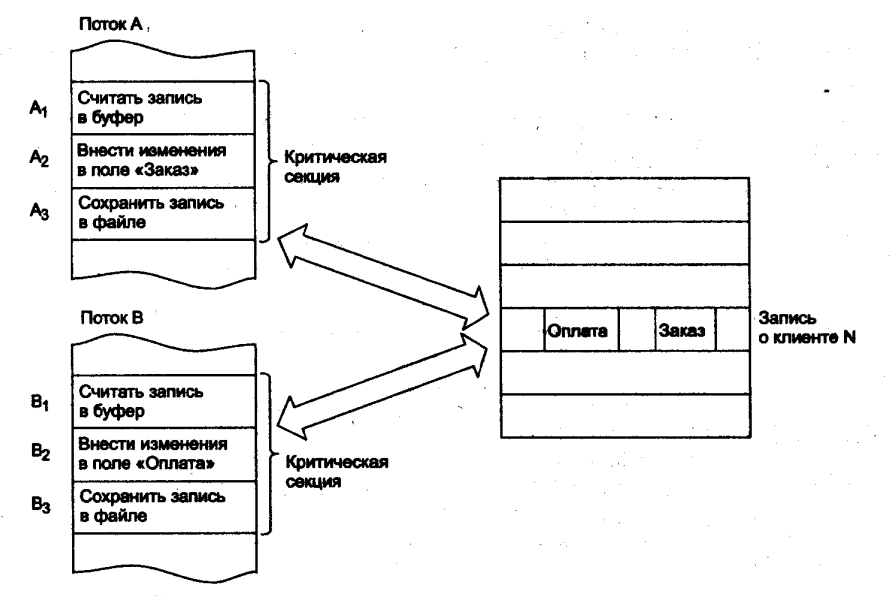 Поток А
A1
Считать запись
в буфер
A2
Внести изменения
в поле «Заказ»
A3
Сохранить запись
в файле
Критическая
секция
Поток В
B1
Считать запись
в буфер
B2
Внести изменения
в поле «Оплата»
B3
Сохранить запись
в файле
Критическая
секция
Оплата
Заказ
Запись
о клиенте N